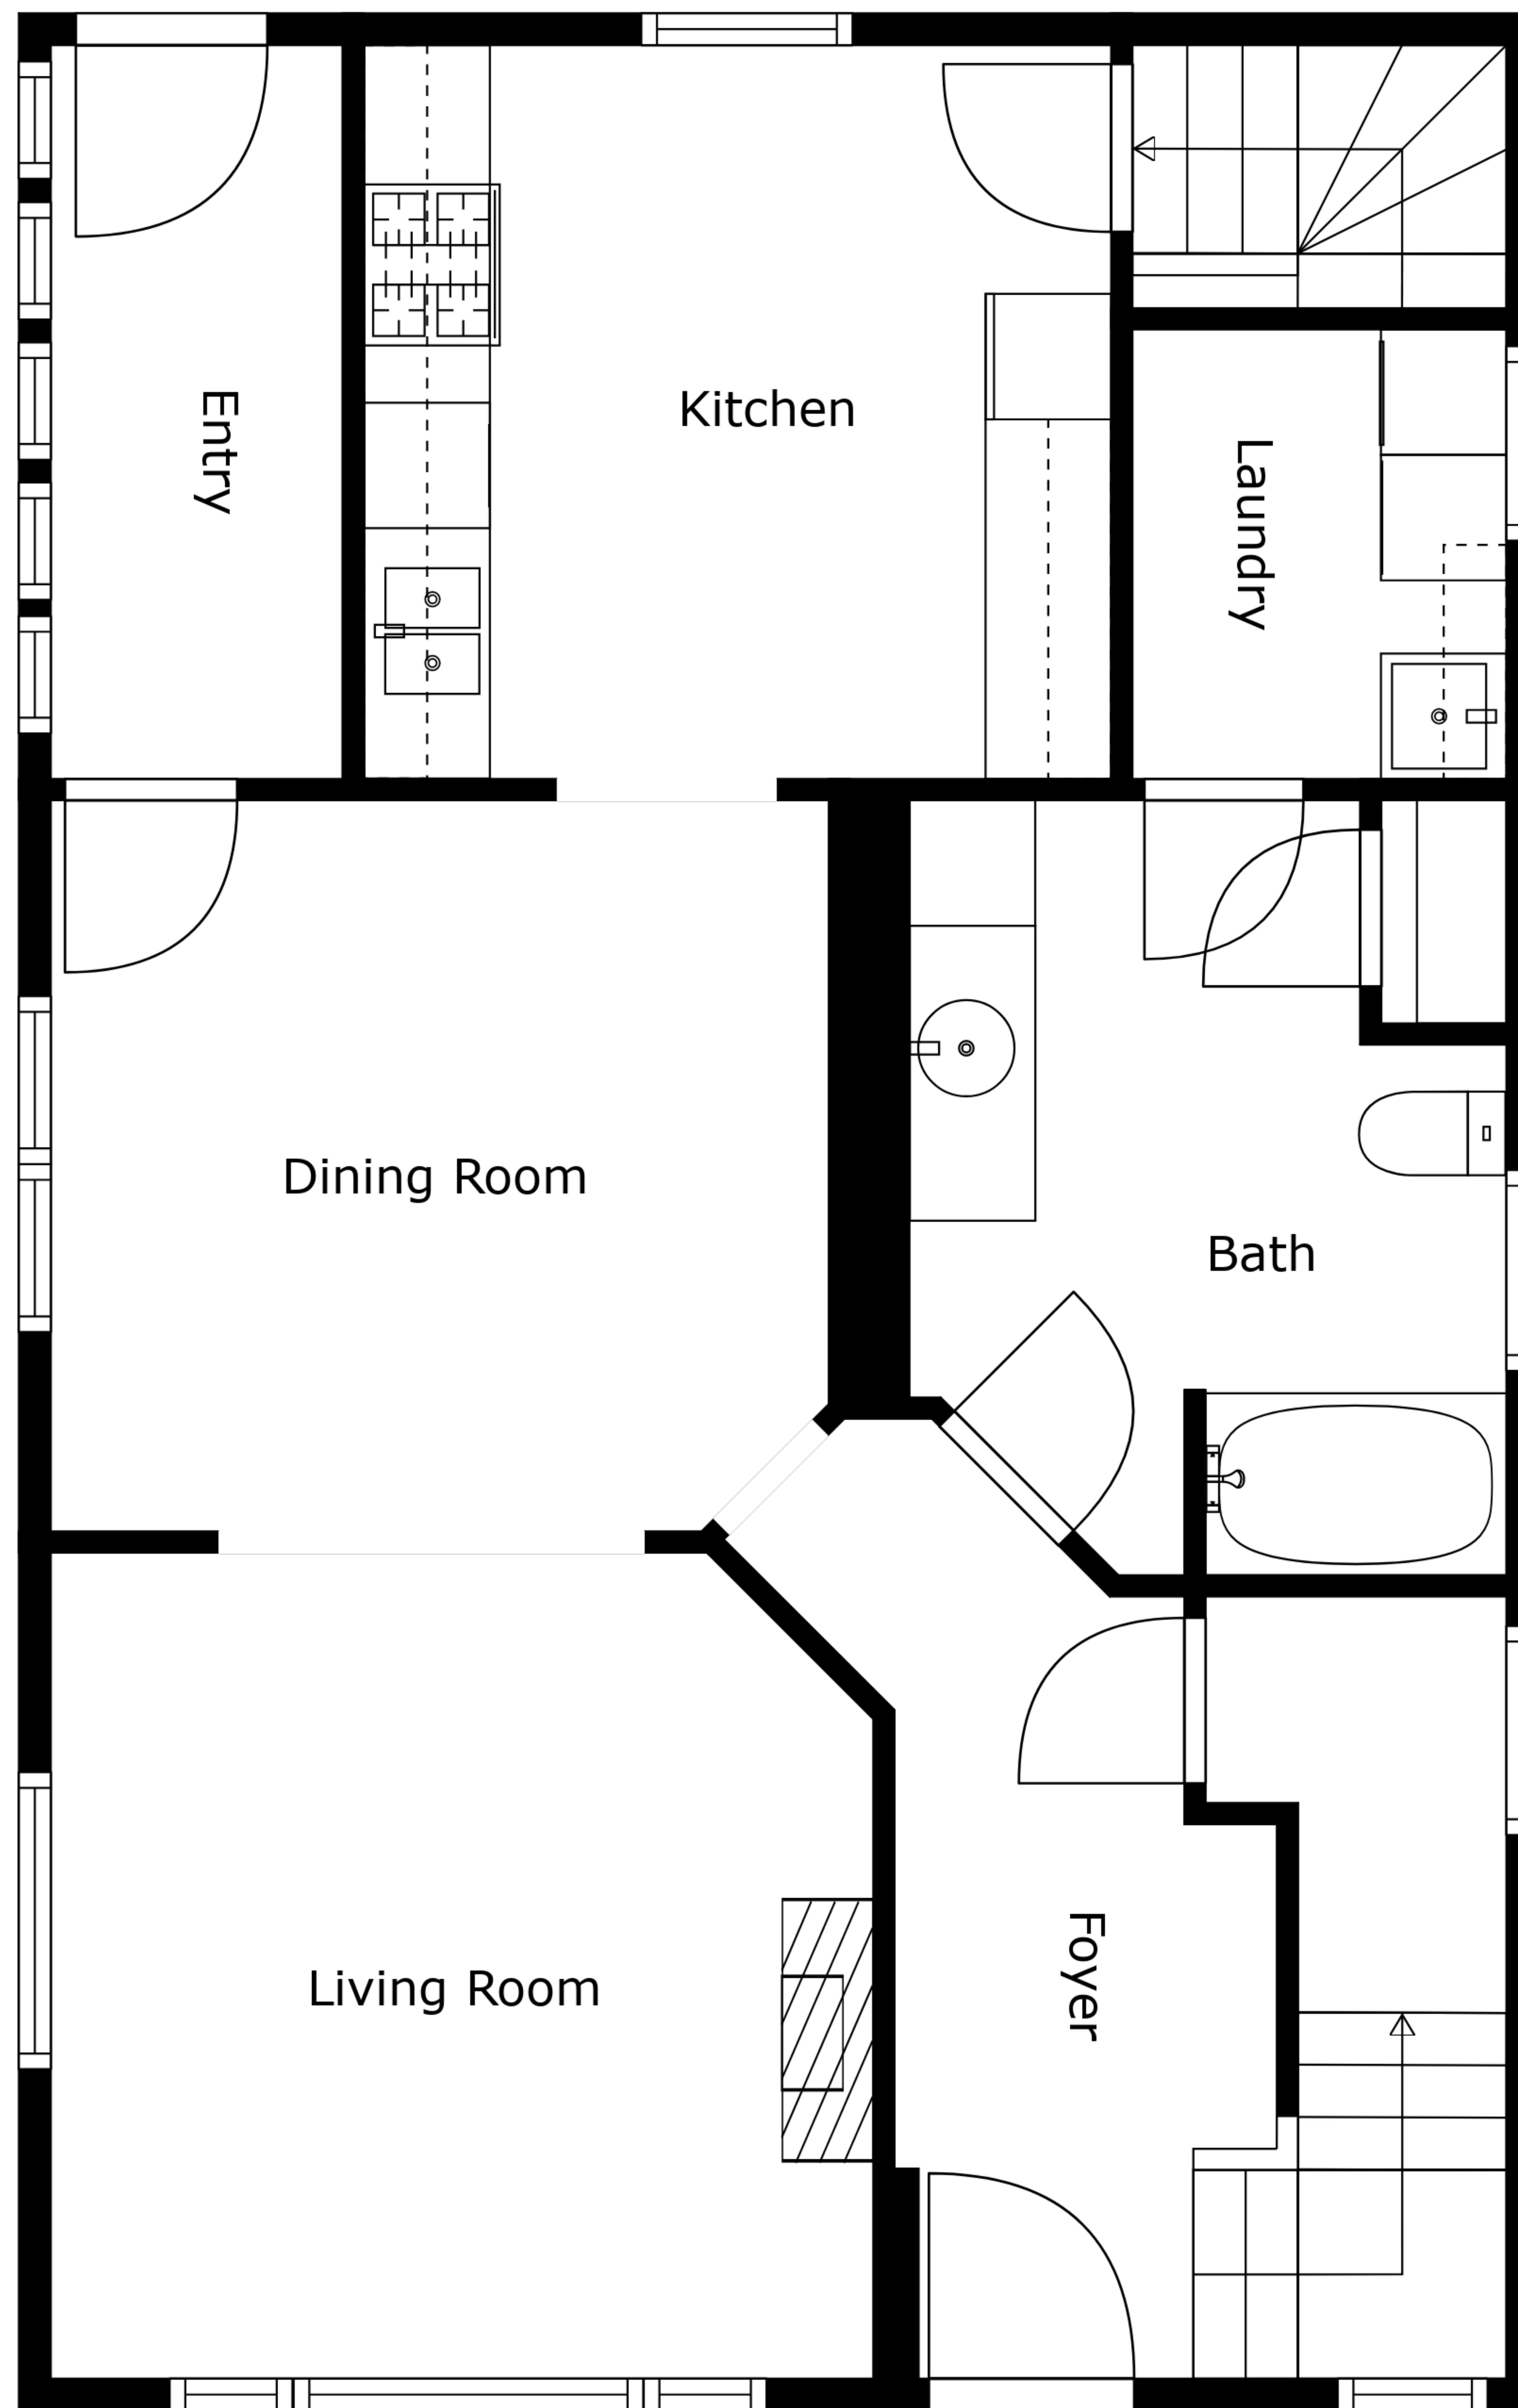 Entry
Kitchen
Laundry
Dining Room
Bath
Living Room
Foyer